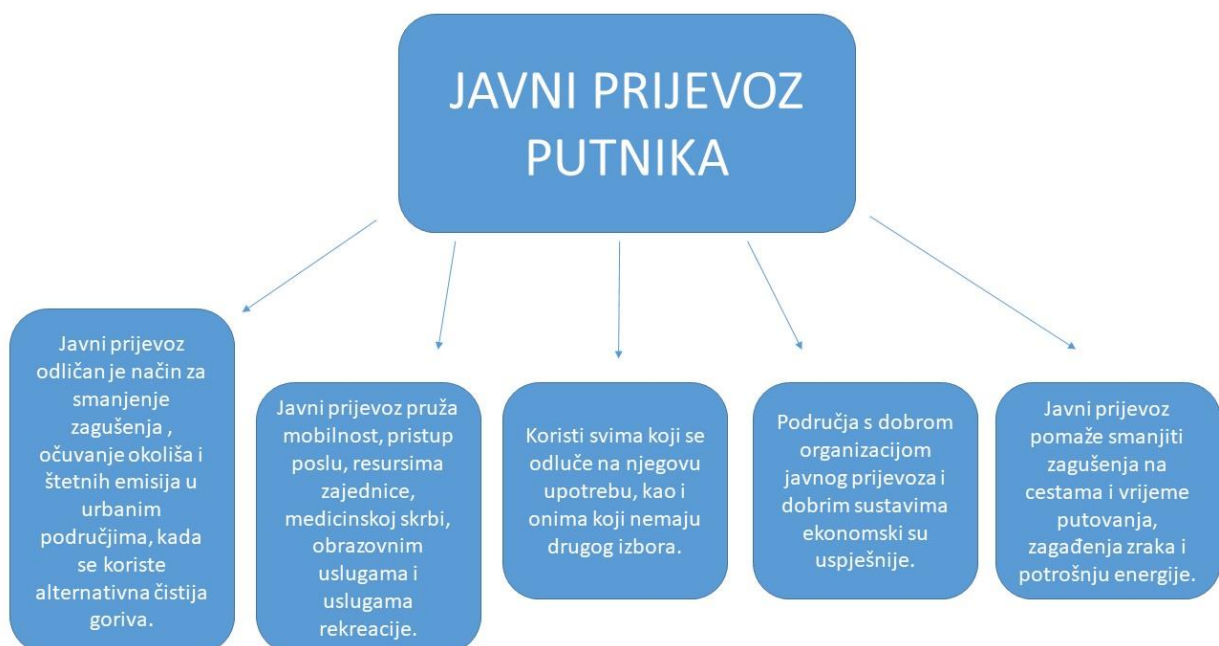 JAVNI PRIJEVOZ
PUTNIKA
Javni prijevoz
odličan je način za
smanjenje
zagušenja ,
očuvanje okoliša i
štetnih emisija u
urbanim
područjima, kada
se koriste
alternativna čistija
goriva.
Javni prijevoz pruža
mobilnost, pristup
poslu, resursima
zajednice,
medicinskoj skrbi,
obrazovnim
uslugama i
uslugama
rekreacije.
Koristi svima koji se
odluče na njegovu
upotrebu, kao i
onima koji nemaju
drugog izbora.
Područja s dobrom
organizacijom
javnog prijevoza i
dobrim sustavima
ekonomski su
uspješnije.
Javni prijevoz
pomaže smanjiti
zagušenja na
cestama i vrijeme
putovanja,
zagađenja zraka i
potrošnju energije.